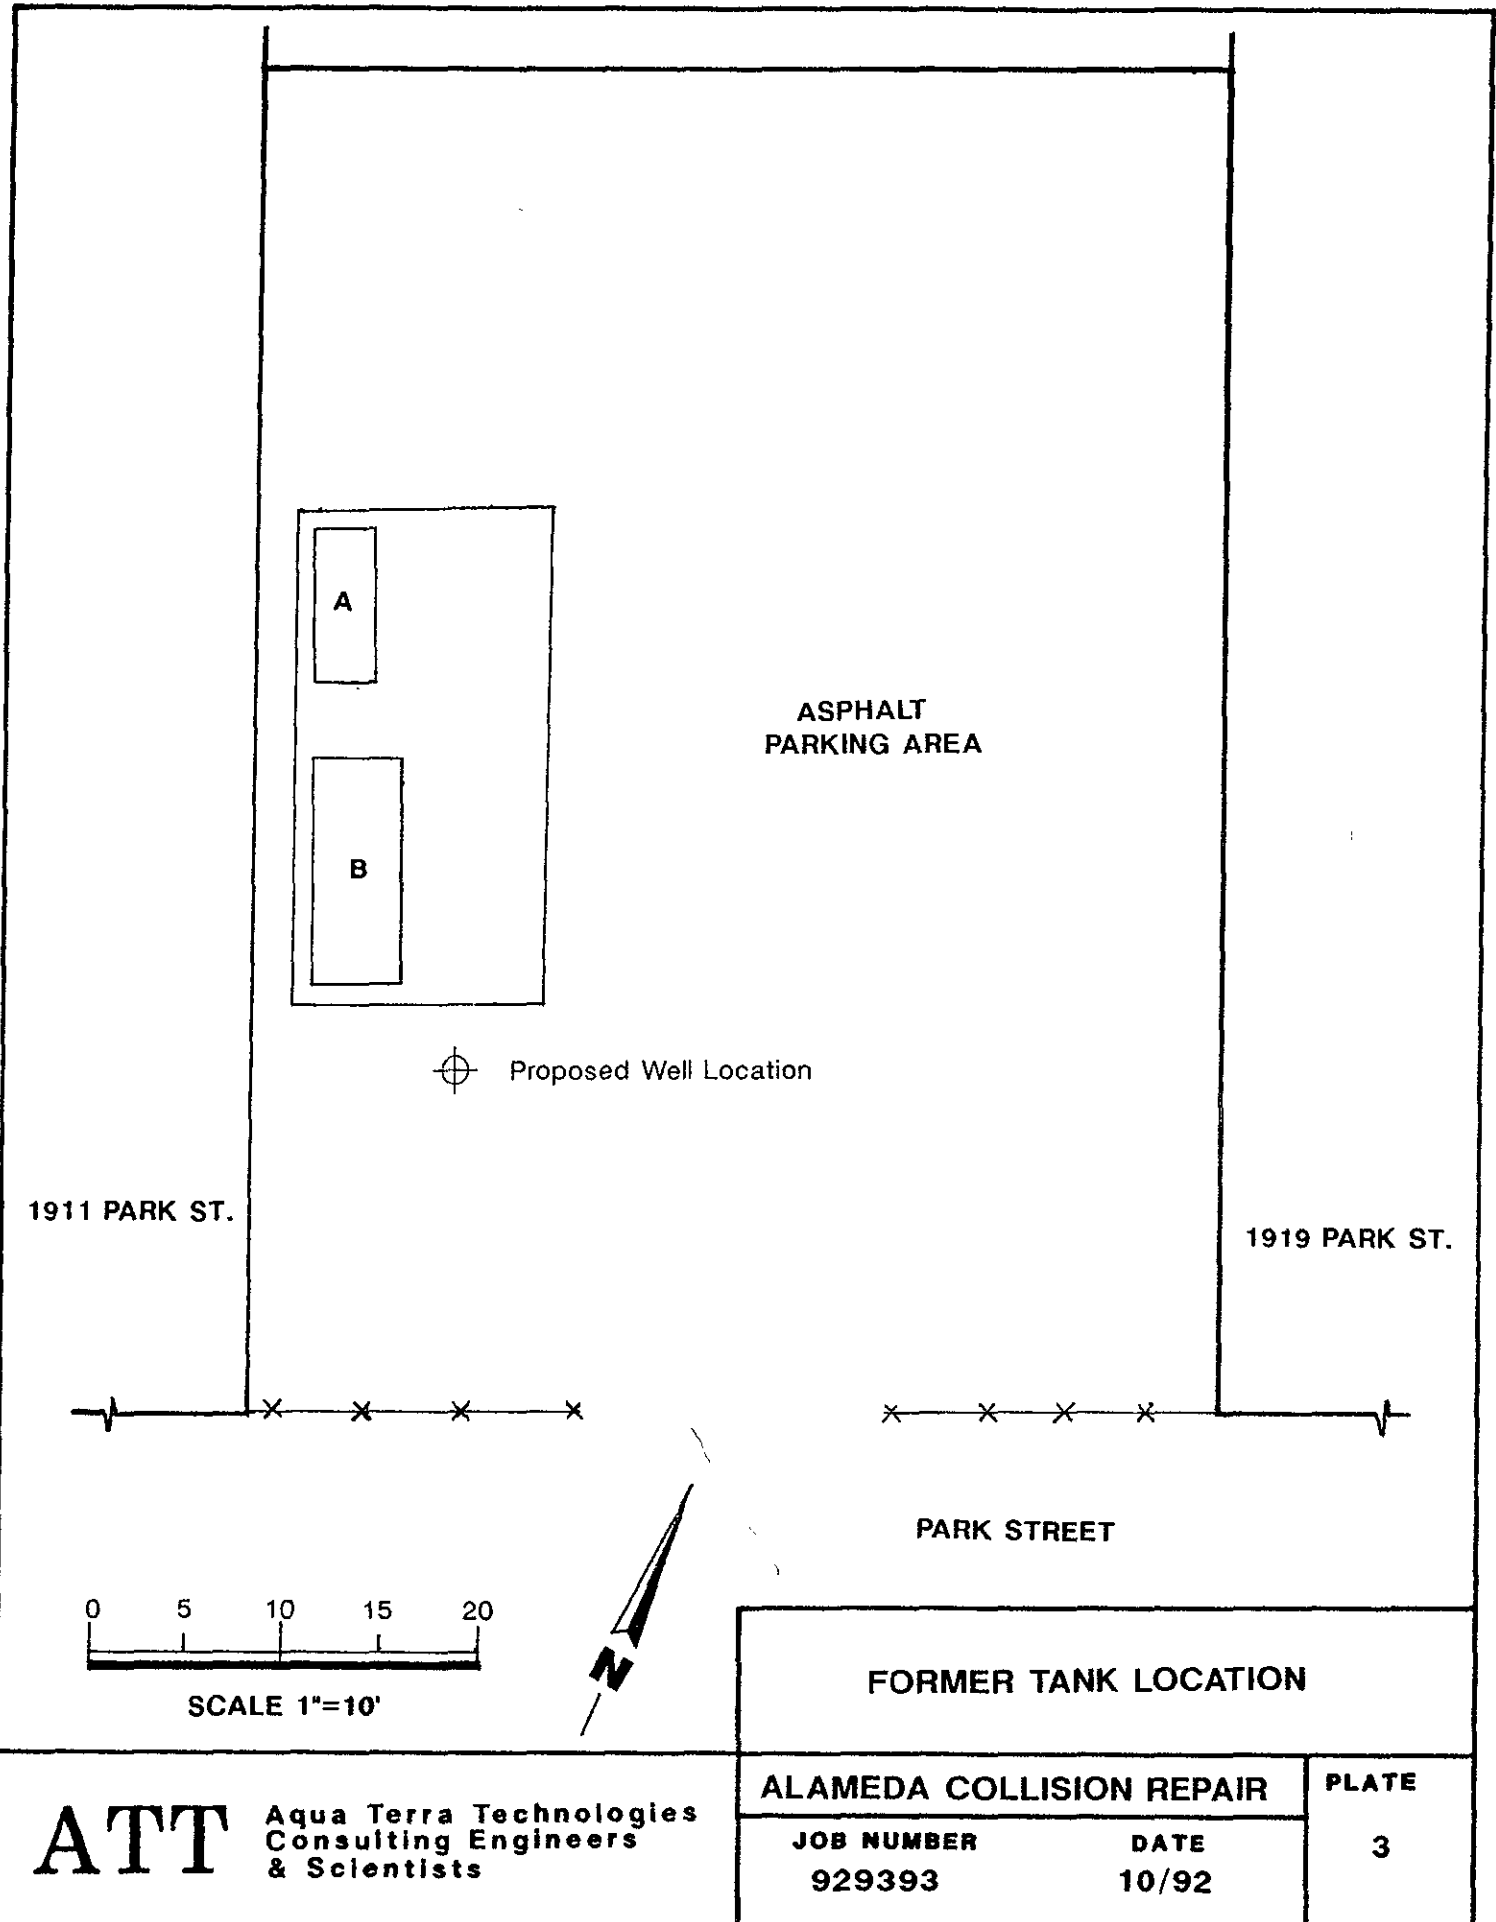 A
ASPHALT
PARKING AREA
B
Proposed Well Location
1911 PARK ST.
1919 PARK ST.
PARK STREET
0 5 10 15 20
SCALE 1"=10'
N
FORMER TANK LOCATION
ATT
Aqua Terra Technologies
Consulting Engineers
& Scientists
ALAMEDA COLLISION REPAIR
JOB NUMBER
929393
DATE
10/92
PLATE
3